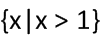 {x|x > 1}